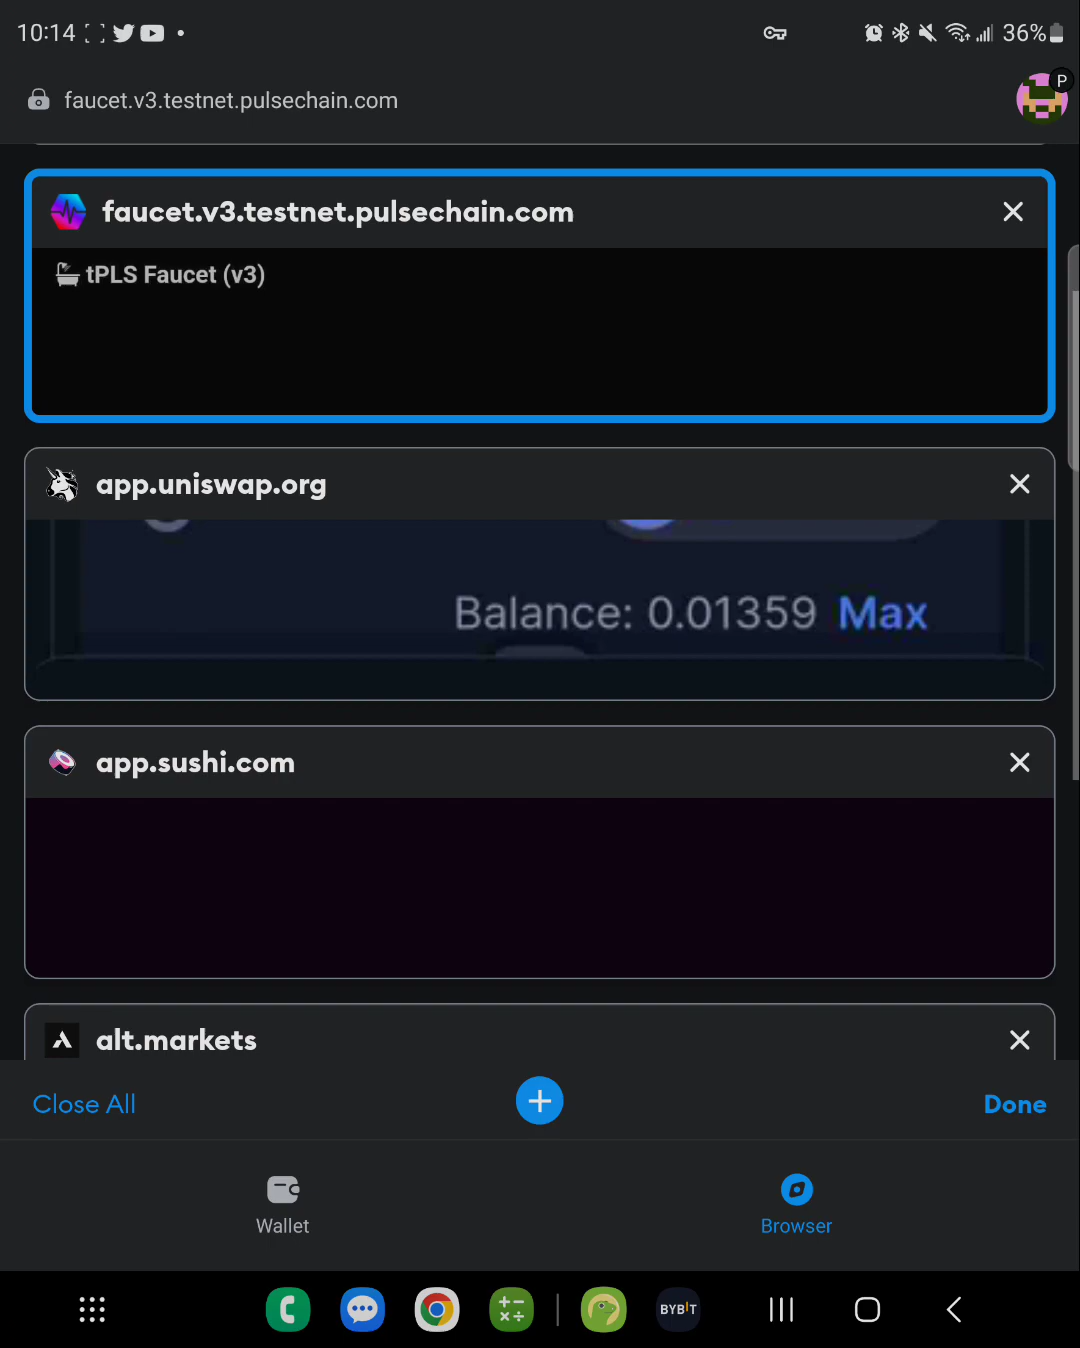 10:14
36%
faucet.v3.testnet.pulsechain.com
P
faucet.v3.testnet.pulsechain.com
tPLS Faucet (v3)
app.uniswap.org
Balance: 0.01359 Max
app.sushi.com
alt.markets
Close All
Done
Wallet
Browser
BYBIT